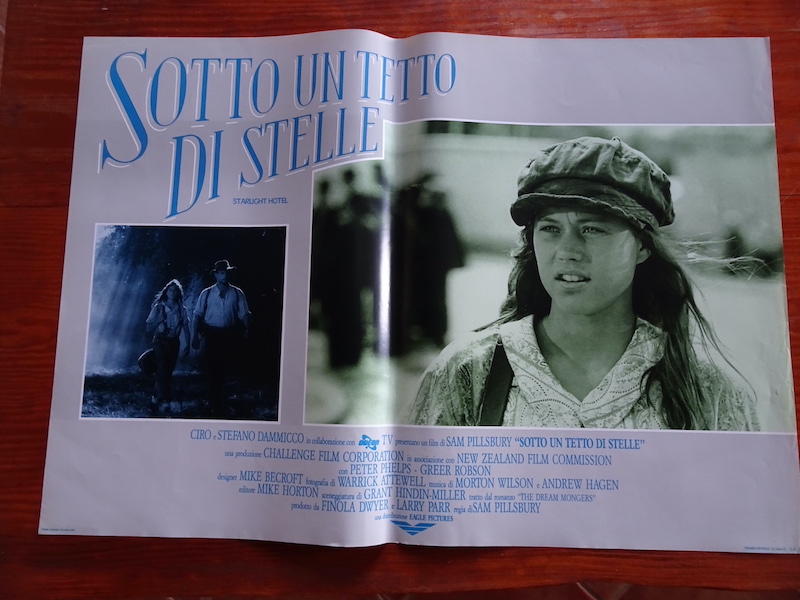 SOTTO UN TETTO
DI STELLE
STARLIGHT HOTEL
CIRO e STEFANO DAMMICCO in collaborazione con ODEON TV presentano un film di SAM PILLSBURY "SOTTO UN TETTO DI STELLE"
una produzione CHALLENGE FILM CORPORATION in associazione con NEW ZEALAND FILM COMMISSION
con PETER PHELPS - GREER ROBSON
designer MIKE BECROFT fotografia di WARRICK ATTEWELL musica di MORTON WILSON e ANDREW HAGEN
editore MIKE HORTON sceneggiatura di GRANT HINDIN-MILLER tratto dal romanzo "THE DREAM MONGERS"
prodotto da FINOLA DWYER e LARRY PARR regia di SAM PILLSBURY
una distribuzione EAGLE PICTURES